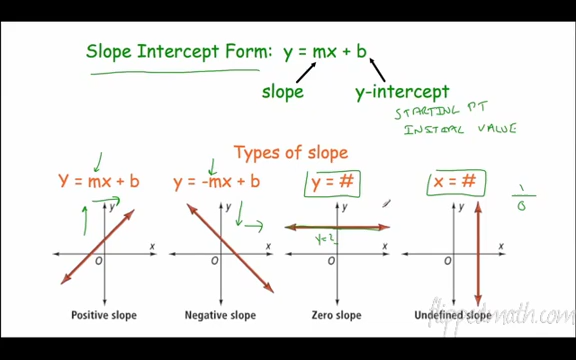 Slope Intercept Form: y = mx + b
slope y-intercept
STARTING PT
INITIAL VALUE
Types of slope
Y = mx + b y = -mx + b y = # x = #
1
0
y y y y
y=2
x x x x
O O O O
Positive slope Negative slope Zero slope Undefined slope
flippedmath.com